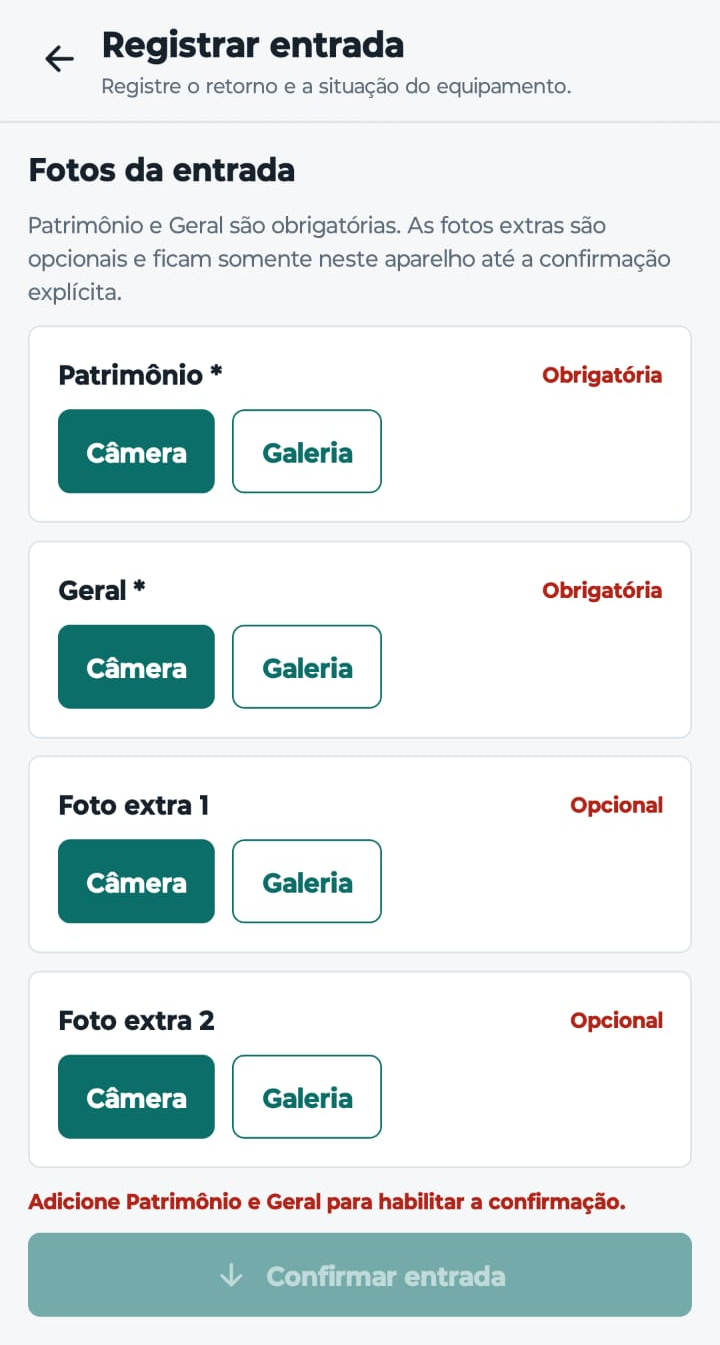 Registrar entrada
Registre o retorno e a situação do equipamento.
Fotos da entrada
Patrimônio e Geral são obrigatórias. As fotos extras são
opcionais e ficam somente neste aparelho até a confirmação
explícita.
Patrimônio *
Obrigatória
Câmera
Galeria
Geral *
Obrigatória
Câmera
Galeria
Foto extra 1
Opcional
Câmera
Galeria
Foto extra 2
Opcional
Câmera
Galeria
Adicione Patrimônio e Geral para habilitar a confirmação.
Confirmar entrada